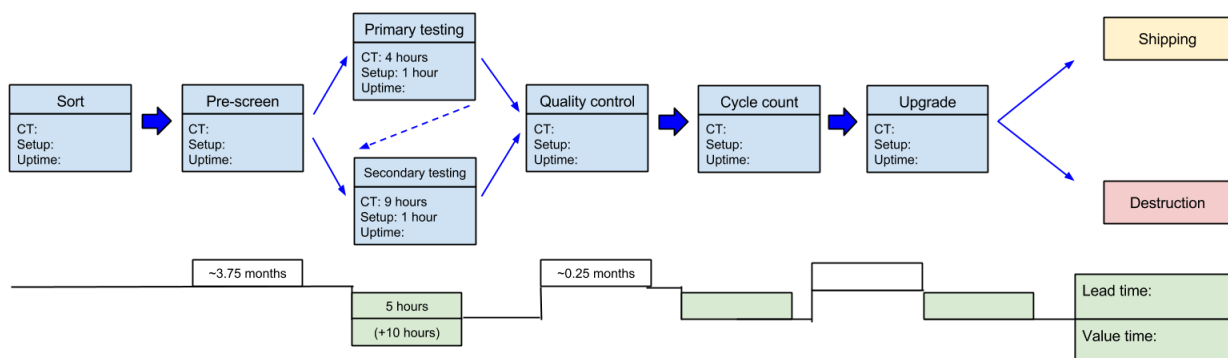 Sort
CT:
Setup:
Uptime:
Pre-screen
CT:
Setup:
Uptime:
Primary testing
CT: 4 hours
Setup: 1 hour
Uptime:
Secondary testing
CT: 9 hours
Setup: 1 hour
Uptime:
Quality control
CT:
Setup:
Uptime:
Cycle count
CT:
Setup:
Uptime:
Upgrade
CT:
Setup:
Uptime:
Shipping
Destruction
~3.75 months
5 hours
(+10 hours)
~0.25 months
Lead time:
Value time: